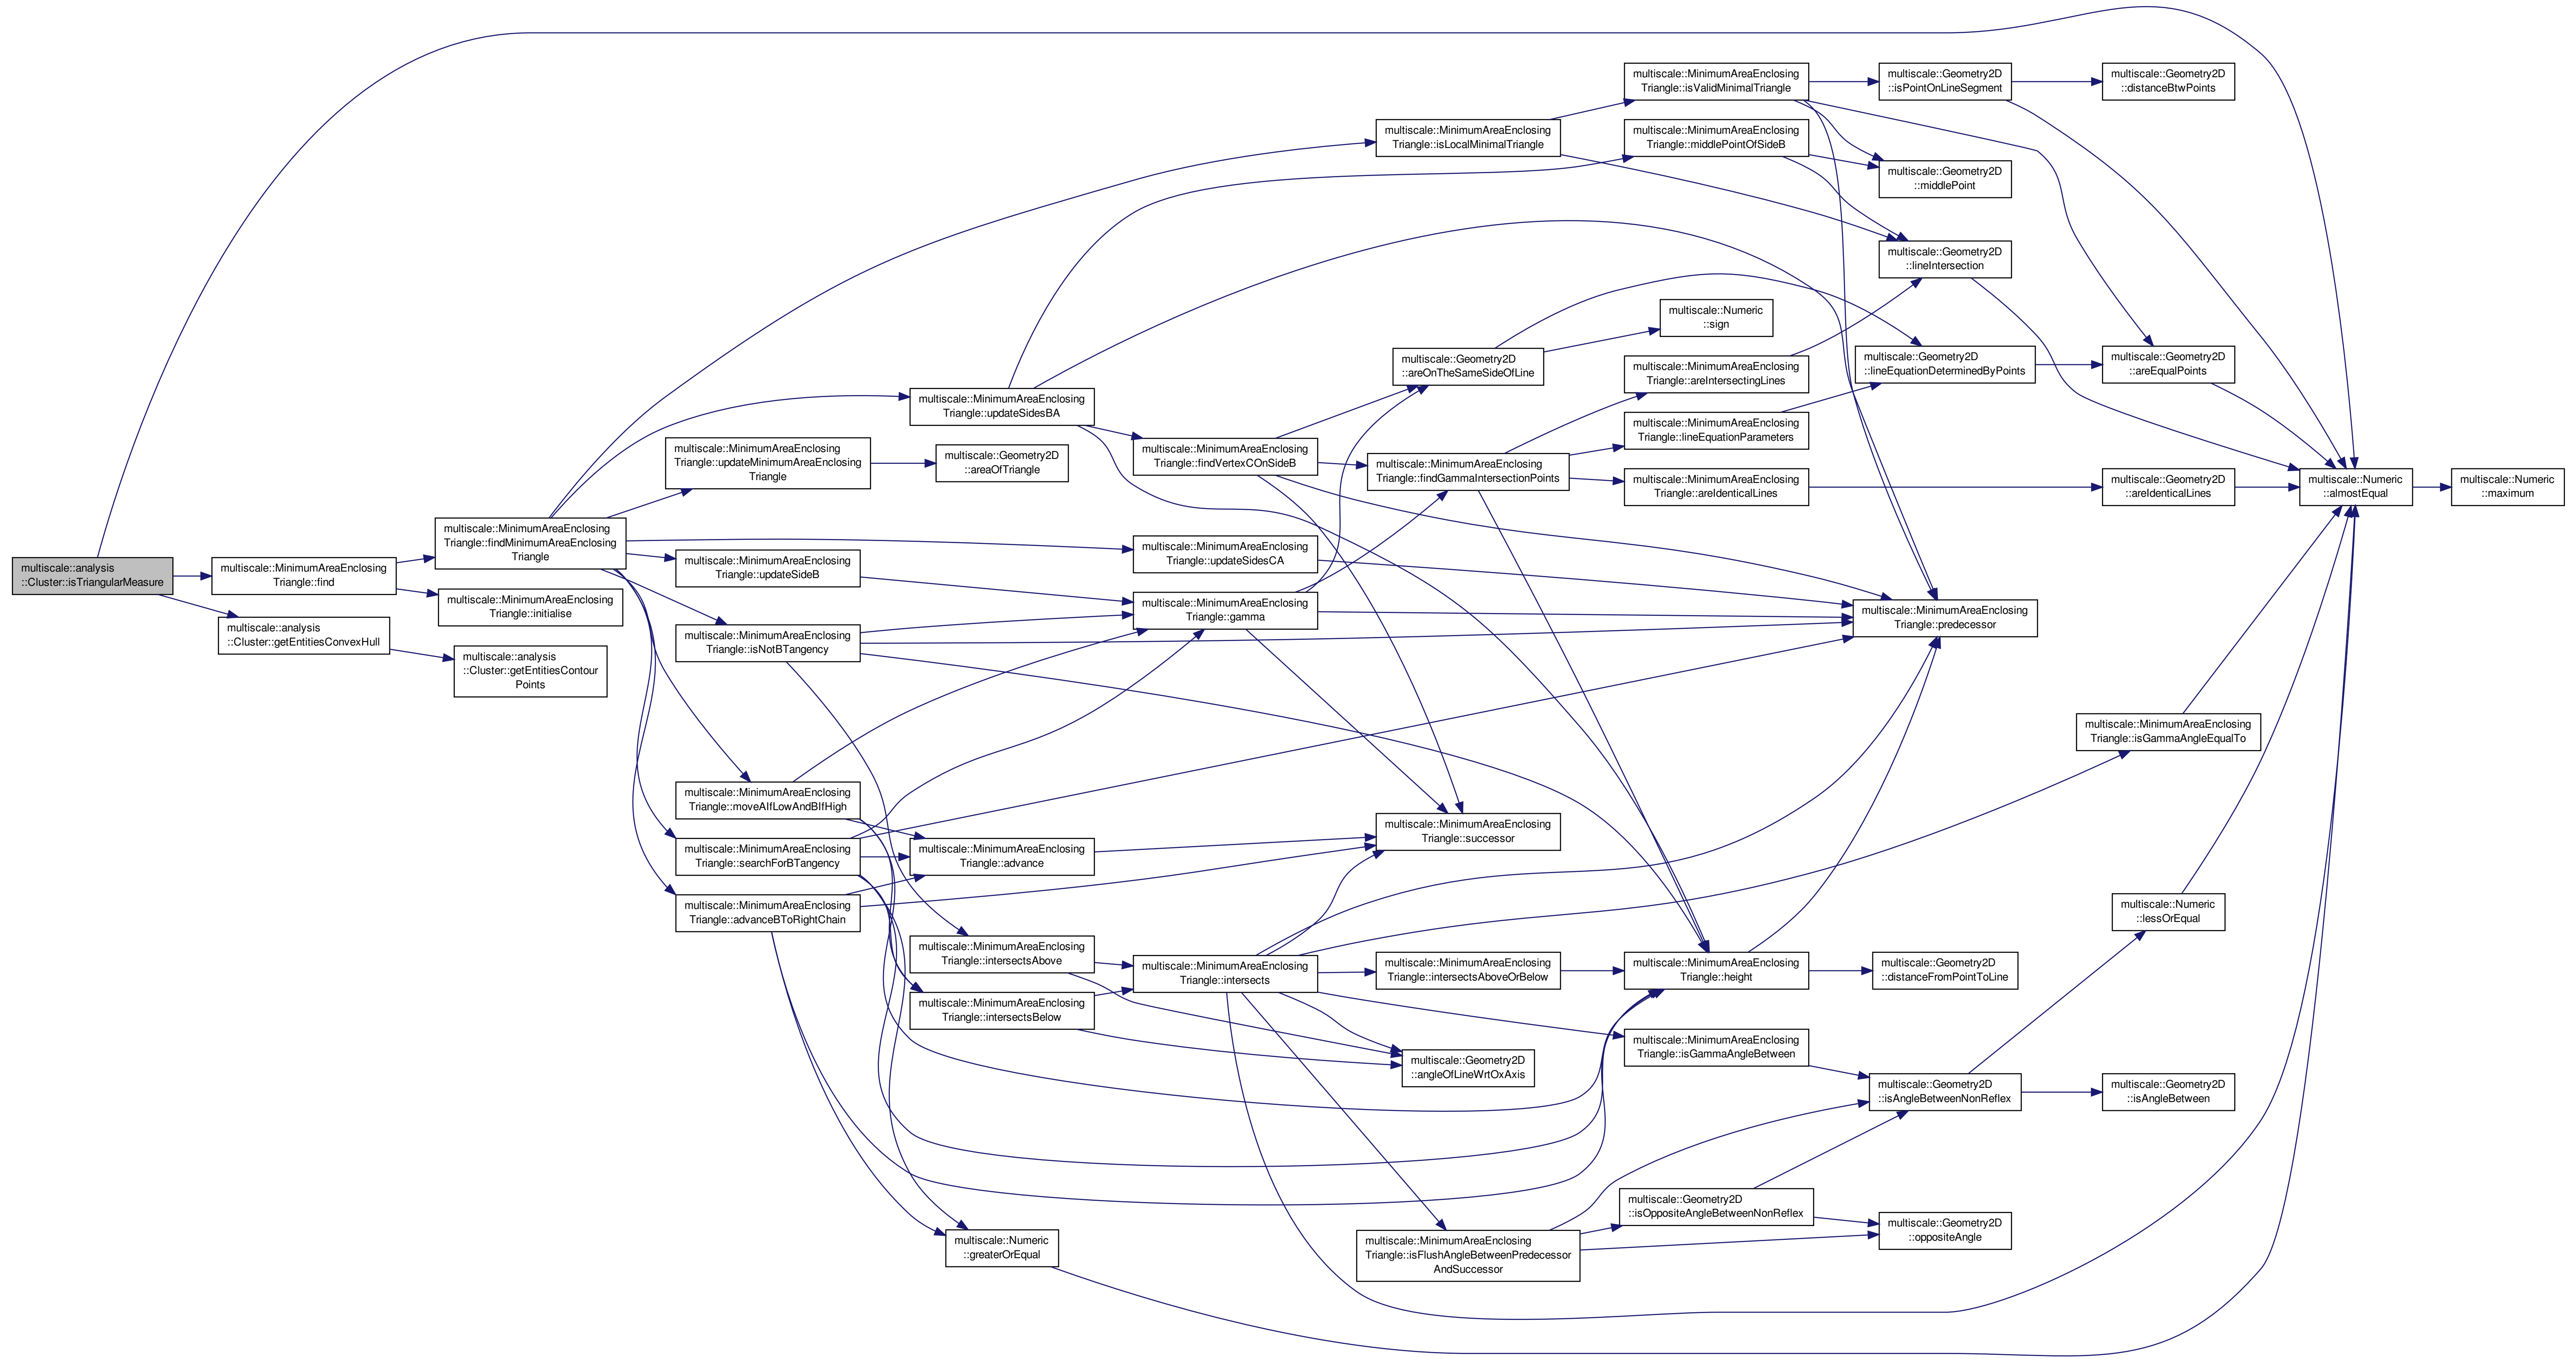 multiscale::analysis
::Cluster::isTriangularMeasure
multiscale::MinimumAreaEnclosing
Triangle::find
multiscale::analysis
::Cluster::getEntitiesConvexHull
multiscale::MinimumAreaEnclosing
Triangle::findMinimumAreaEnclosing
Triangle
multiscale::MinimumAreaEnclosing
Triangle::initialise
multiscale::analysis
::Cluster::getEntitiesContour
Points
multiscale::MinimumAreaEnclosing
Triangle::updateMinimumAreaEnclosing
Triangle
multiscale::MinimumAreaEnclosing
Triangle::updateSideB
multiscale::MinimumAreaEnclosing
Triangle::isNotBTangency
multiscale::MinimumAreaEnclosing
Triangle::moveAIfLowAndBIfHigh
multiscale::MinimumAreaEnclosing
Triangle::searchForBTangency
multiscale::MinimumAreaEnclosing
Triangle::advanceBToRightChain
multiscale::MinimumAreaEnclosing
Triangle::updateSidesBA
multiscale::Geometry2D
::areaOfTriangle
multiscale::MinimumAreaEnclosing
Triangle::advance
multiscale::MinimumAreaEnclosing
Triangle::intersectsAbove
multiscale::MinimumAreaEnclosing
Triangle::intersectsBelow
multiscale::Numeric
::greaterOrEqual
multiscale::MinimumAreaEnclosing
Triangle::findVertexCOnSideB
multiscale::MinimumAreaEnclosing
Triangle::updateSidesCA
multiscale::MinimumAreaEnclosing
Triangle::gamma
multiscale::MinimumAreaEnclosing
Triangle::intersects
multiscale::MinimumAreaEnclosing
Triangle::isLocalMinimalTriangle
multiscale::Geometry2D
::areOnTheSameSideOfLine
multiscale::MinimumAreaEnclosing
Triangle::findGammaIntersectionPoints
multiscale::MinimumAreaEnclosing
Triangle::successor
multiscale::MinimumAreaEnclosing
Triangle::intersectsAboveOrBelow
multiscale::Geometry2D
::angleOfLineWrtOxAxis
multiscale::MinimumAreaEnclosing
Triangle::isFlushAngleBetweenPredecessor
AndSuccessor
multiscale::MinimumAreaEnclosing
Triangle::isValidMinimalTriangle
multiscale::MinimumAreaEnclosing
Triangle::middlePointOfSideB
multiscale::Numeric
::sign
multiscale::MinimumAreaEnclosing
Triangle::areIntersectingLines
multiscale::MinimumAreaEnclosing
Triangle::lineEquationParameters
multiscale::MinimumAreaEnclosing
Triangle::areIdenticalLines
multiscale::MinimumAreaEnclosing
Triangle::height
multiscale::MinimumAreaEnclosing
Triangle::isGammaAngleBetween
multiscale::Geometry2D
::isOppositeAngleBetweenNonReflex
multiscale::Geometry2D
::isPointOnLineSegment
multiscale::Geometry2D
::middlePoint
multiscale::Geometry2D
::lineIntersection
multiscale::Geometry2D
::lineEquationDeterminedByPoints
multiscale::MinimumAreaEnclosing
Triangle::predecessor
multiscale::Geometry2D
::distanceFromPointToLine
multiscale::Geometry2D
::isAngleBetweenNonReflex
multiscale::Geometry2D
::oppositeAngle
multiscale::Geometry2D
::distanceBtwPoints
multiscale::Geometry2D
::areEqualPoints
multiscale::Geometry2D
::areIdenticalLines
multiscale::MinimumAreaEnclosing
Triangle::isGammaAngleEqualTo
multiscale::Numeric
::lessOrEqual
multiscale::Geometry2D
::isAngleBetween
multiscale::Numeric
::almostEqual
multiscale::Numeric
::maximum